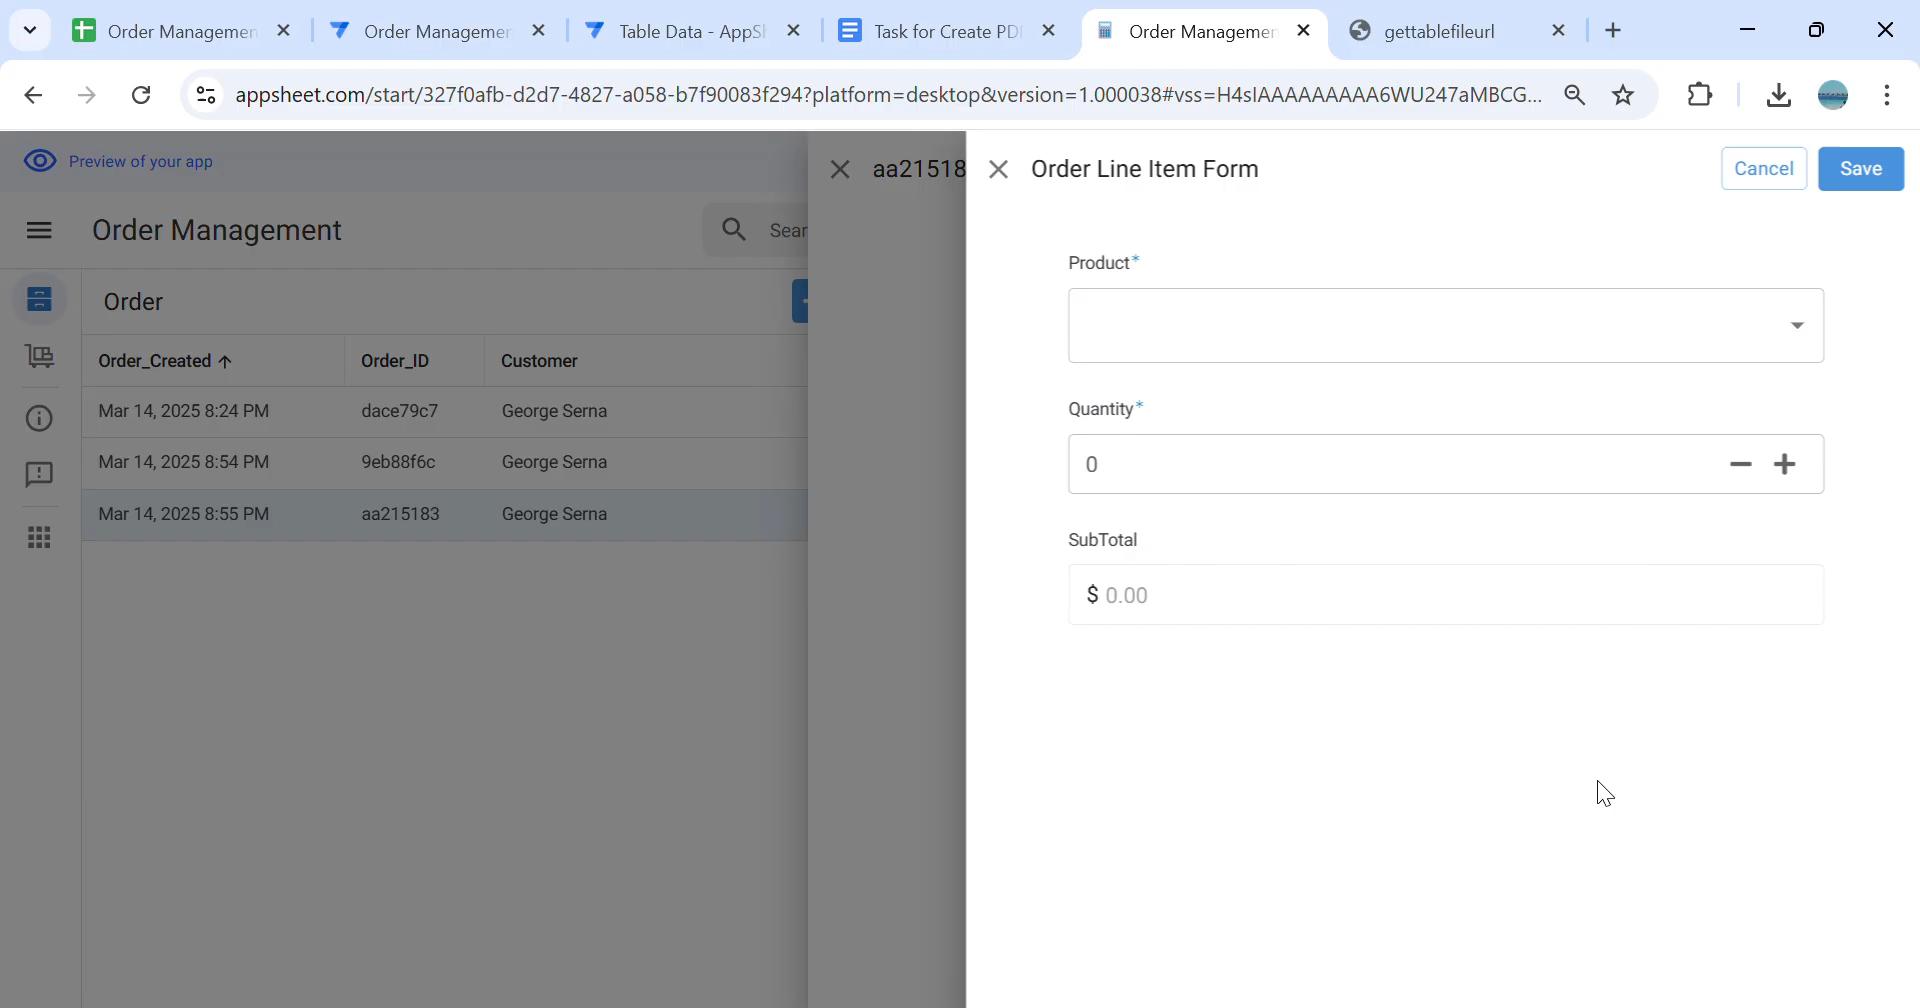 Order Managemen
Order Managemer
Table Data - AppSh
Task for Create PDF
Order Managemer
gettablefileurl
appsheet.com/start/327f0afb-d2d7-4827-a058-b7f90083f294?platform=desktop&version=1.000038#vss=H4sIAAAAAAAAA6WU247aMBCG...
Preview of your app
Order Management
Sear
Order
Order_Created Order_ID Customer
Mar 14, 2025 8:24 PM dace79c7 George Serna
Mar 14, 2025 8:54 PM 9eb88f6c George Serna
Mar 14, 2025 8:55 PM aa215183 George Serna
aa21518
Order Line Item Form
Cancel
Save
Product*
Quantity*
0
SubTotal
$ 0.00